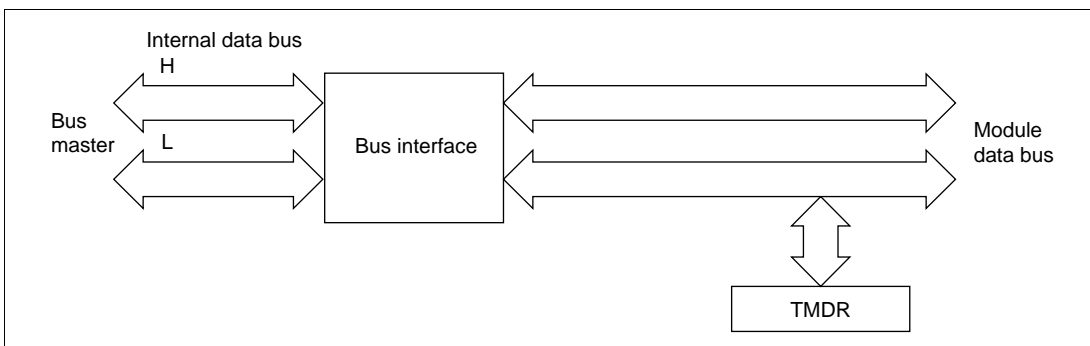 Internal data bus
H
Bus
master
L
Bus interface
Module
data bus
TMDR